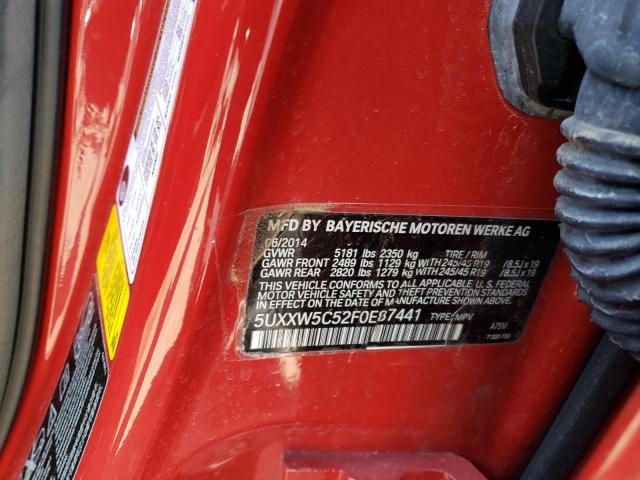 MFD BY BAYERISCHE MOTOREN WERKE AG
06/2014
GVWR 5181 lbs 2350 kg TIRE / RIM
GAWR FRONT 2489 lbs 1129 kg WITH 245/45 R19 /8.5J x 19
GAWR REAR 2820 lbs 1279 kg WITH 245/45 R19 /8.5J x 19
THIS VEHICLE CONFORMS TO ALL APPLICABLE U. S. FEDERAL
MOTOR VEHICLE SAFETY AND THEFT PREVENTION STANDARDS
IN EFFECT ON THE DATE OF MANUFACTURE SHOWN ABOVE.
5UXXW5C52F0E87441 TYPE: MPV
A75M